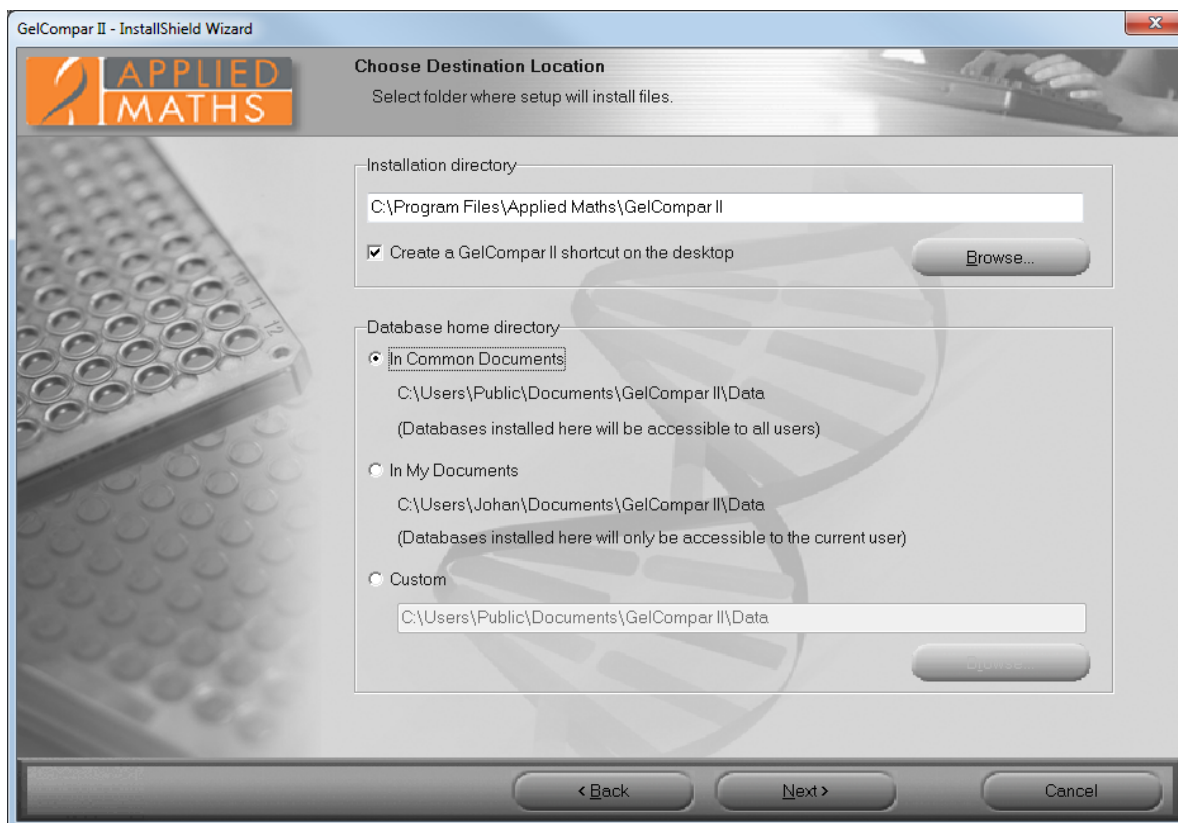 GelCompar II - InstallShield Wizard
APPLIED
MATHS
Choose Destination Location
Select folder where setup will install files.
Installation directory
C:\Program Files\Applied Maths\GelCompar II
Create a GelCompar II shortcut on the desktop
Browse...
Database home directory
In Common Documents
C:\Users\Public\Documents\GelCompar II\Data
(Databases installed here will be accessible to all users)
In My Documents
C:\Users\Johan\Documents\GelCompar II\Data
(Databases installed here will only be accessible to the current user)
Custom
C:\Users\Public\Documents\GelCompar II\Data
Browse...
< Back
Next >
Cancel
10
11
12